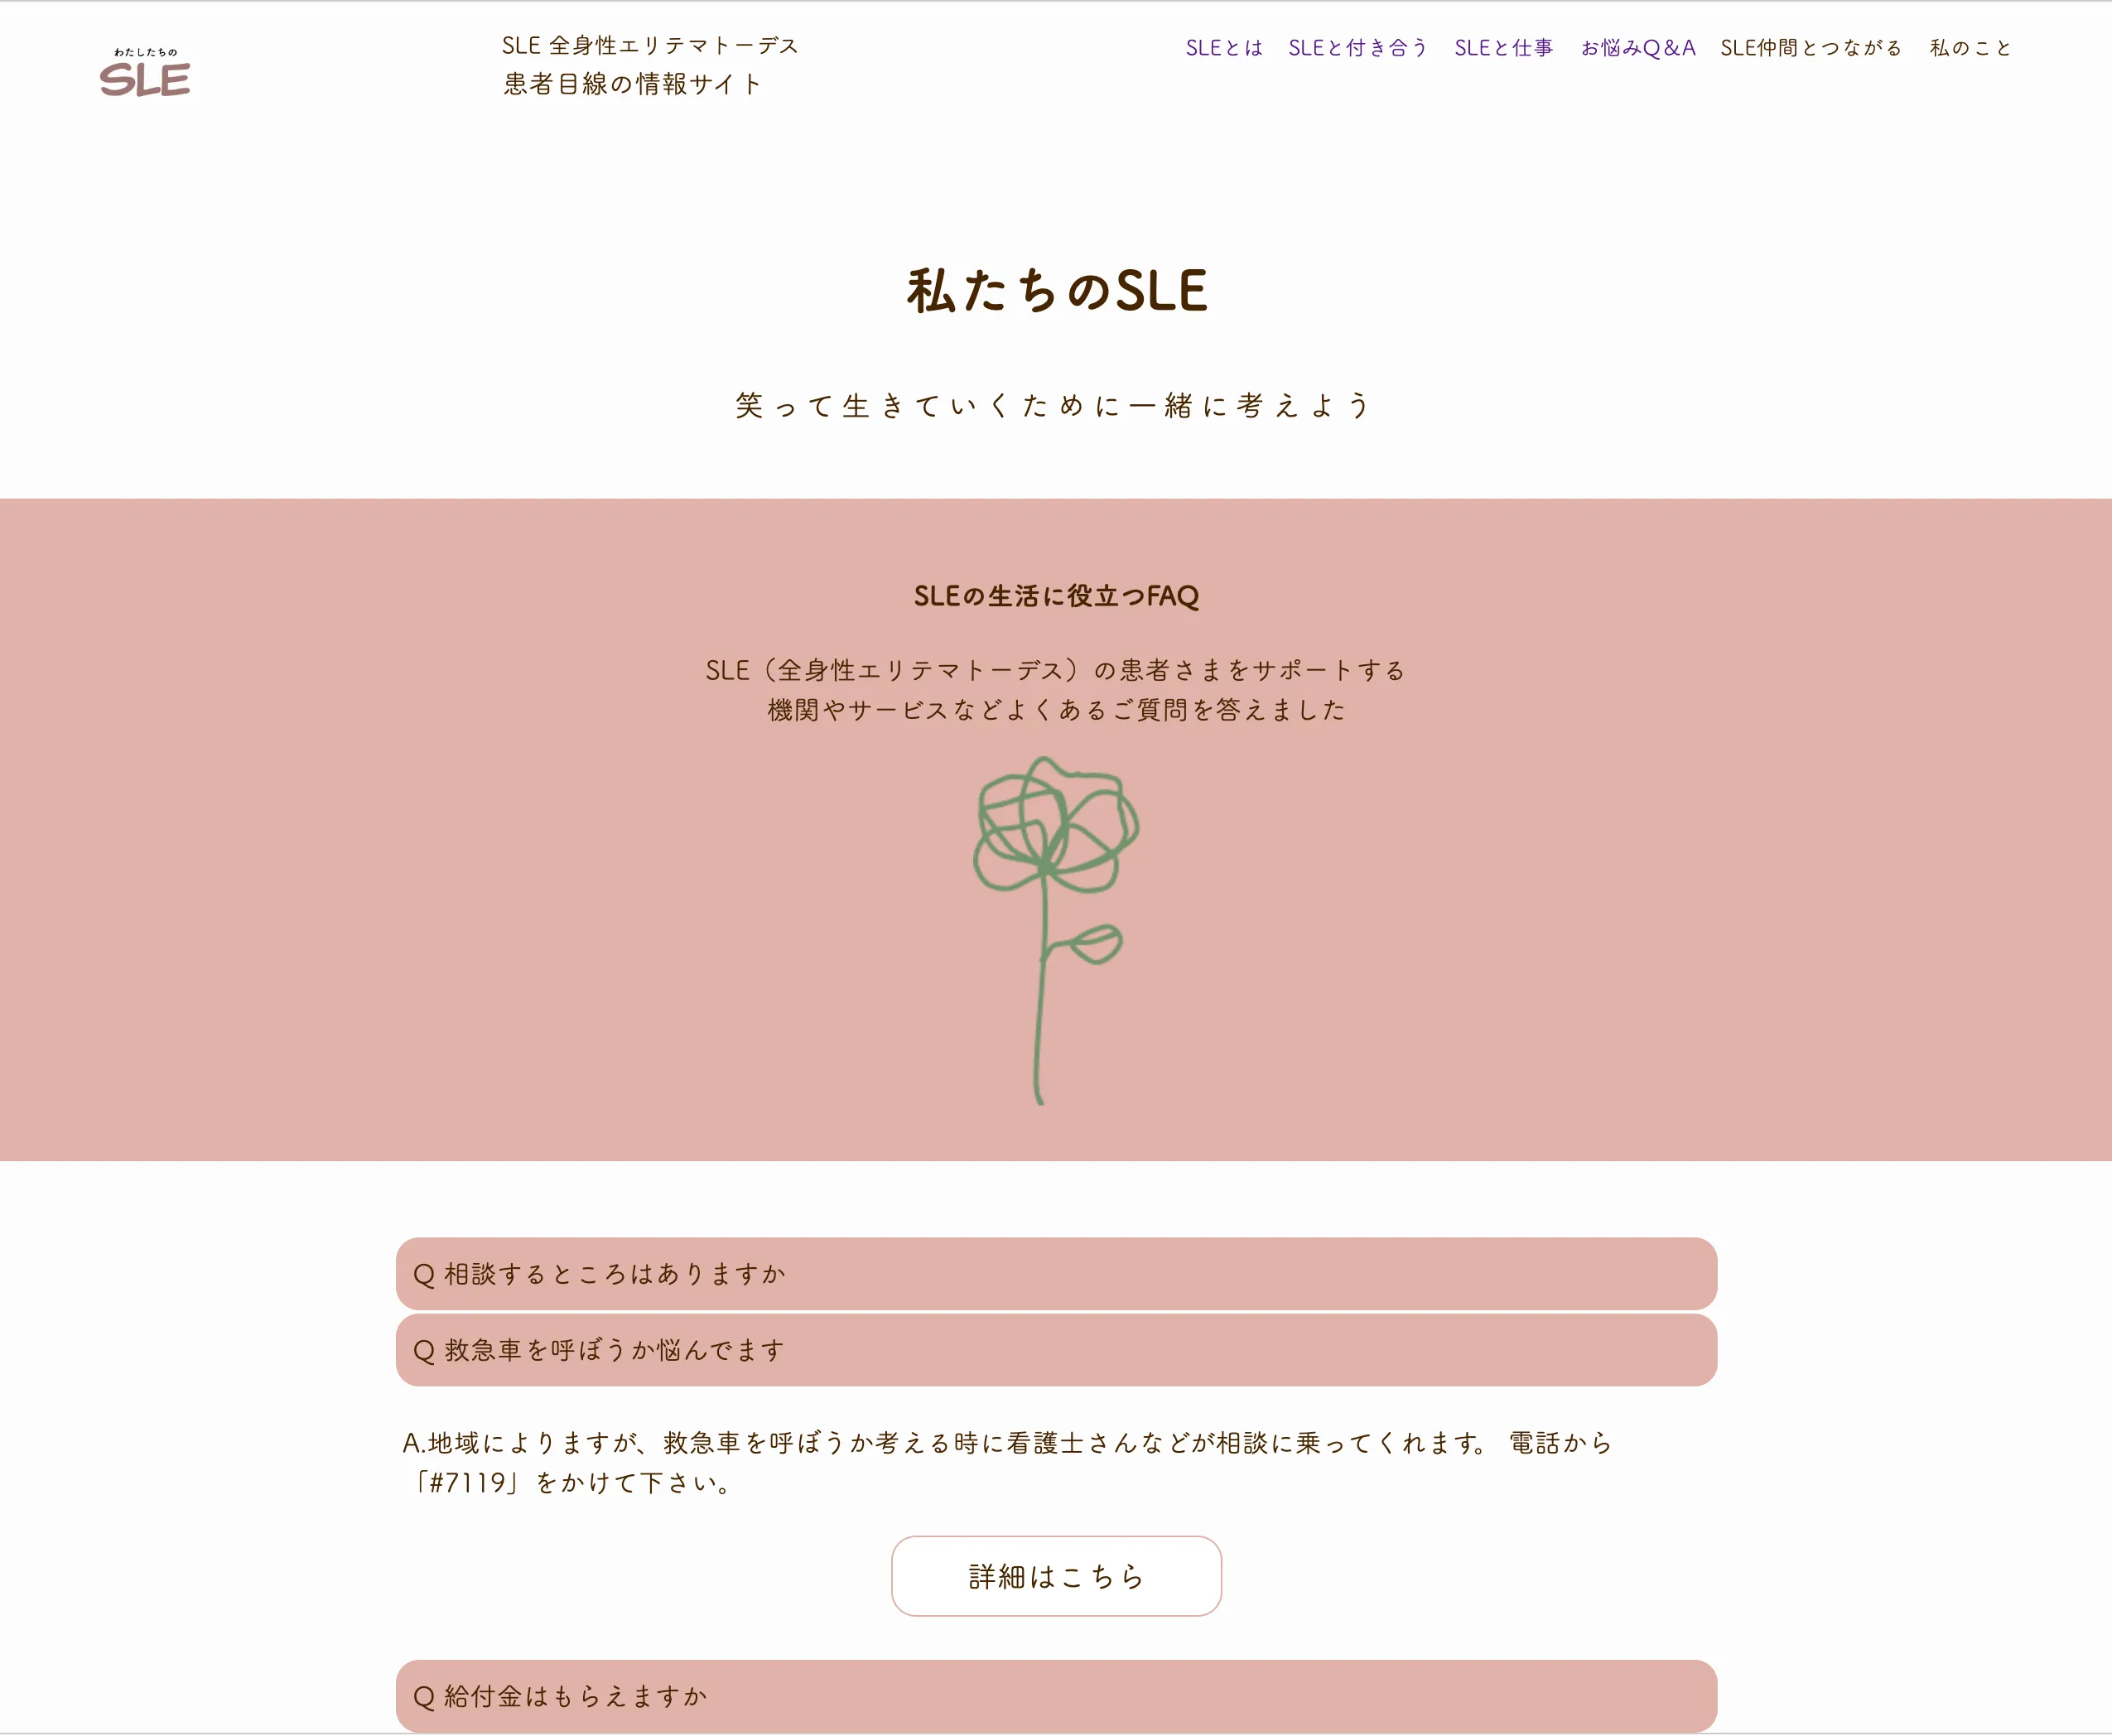 わたしたちの
SLE
SLE 全身性エリテマトーデス
患者目線の情報サイト
SLEとは SLEと付き合う SLEと仕事 お悩みQ&A SLE仲間とつながる 私のこと
私たちのSLE
笑って生きていくために一緒に考えよう
SLEの生活に役立つFAQ
SLE（全身性エリテマトーデス）の患者さまをサポートする
機関やサービスなどよくあるご質問を答えました
Q 相談するところはありますか
Q 救急車を呼ぼうか悩んでます
A.地域によりますが、救急車を呼ぼうか考える時に看護士さんなどが相談に乗ってくれます。 電話から
「#7119」をかけて下さい。
詳細はこちら
Q 給付金はもらえますか